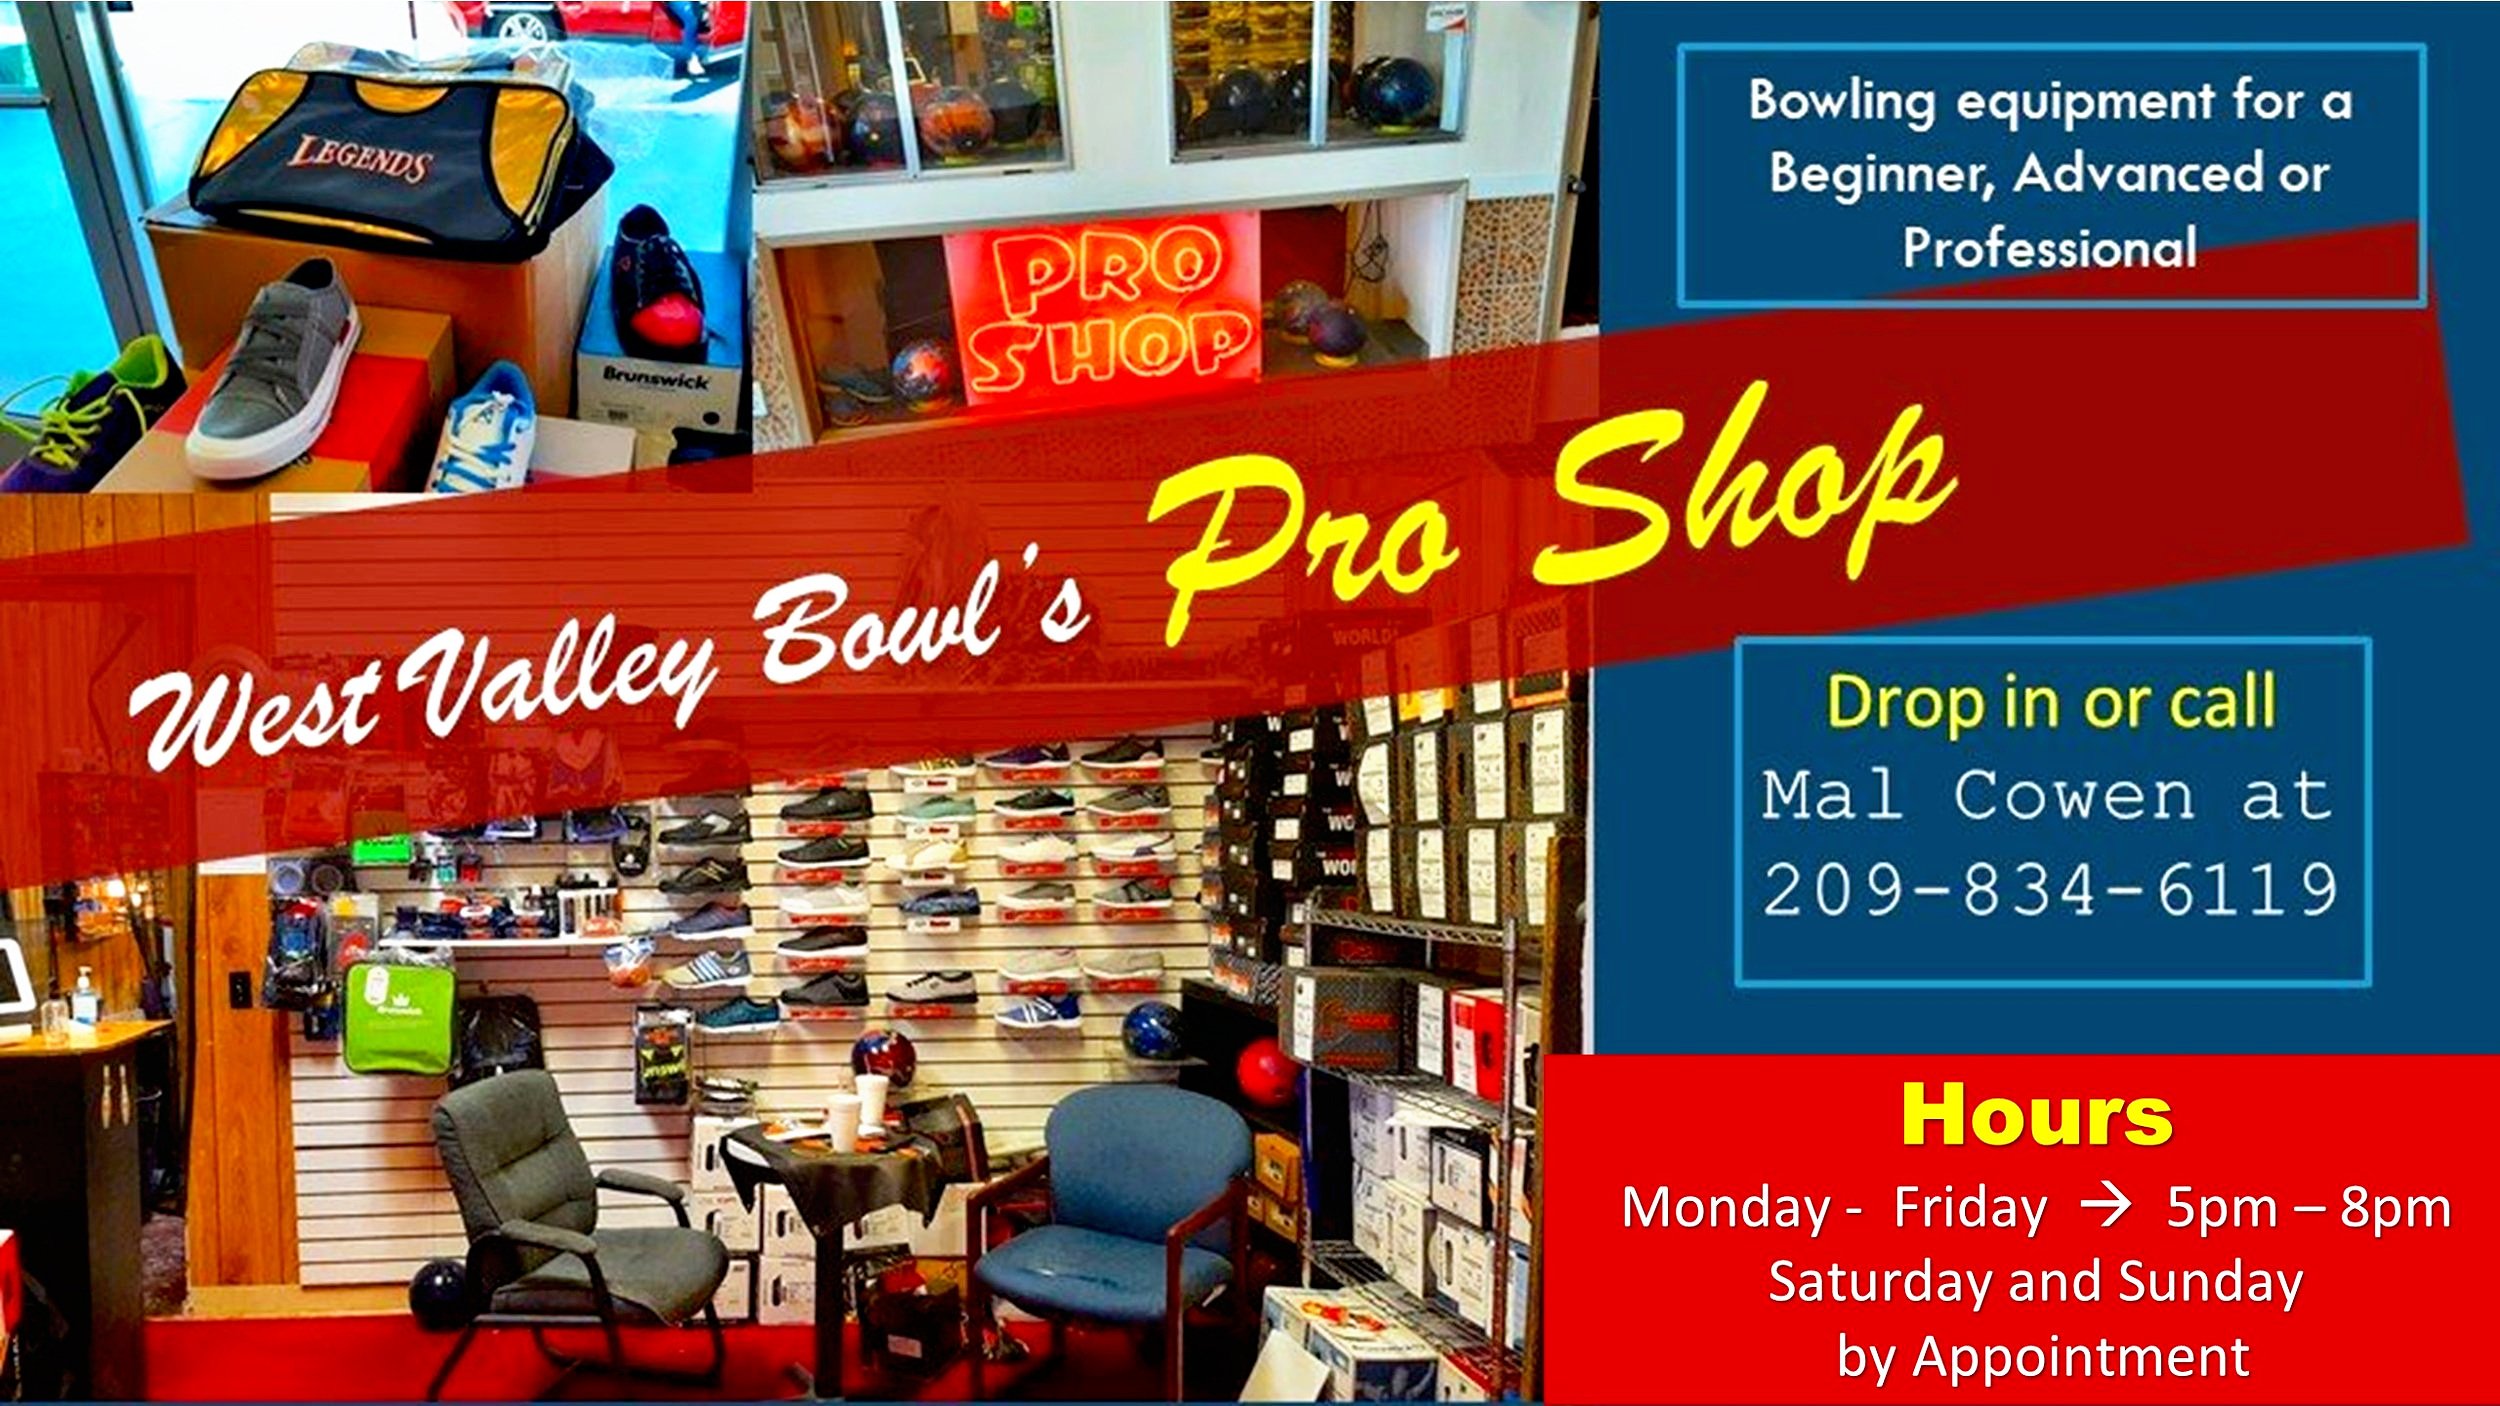 LEGENDS
Brunswick
PRO
SHOP
Bowling equipment for a
Beginner, Advanced or
Professional
West Valley Bowl's Pro Shop
WORLD!
Drop in or call
Mal Cowen at
209-834-6119
Hours
Monday - Friday → 5pm – 8pm
Saturday and Sunday
by Appointment